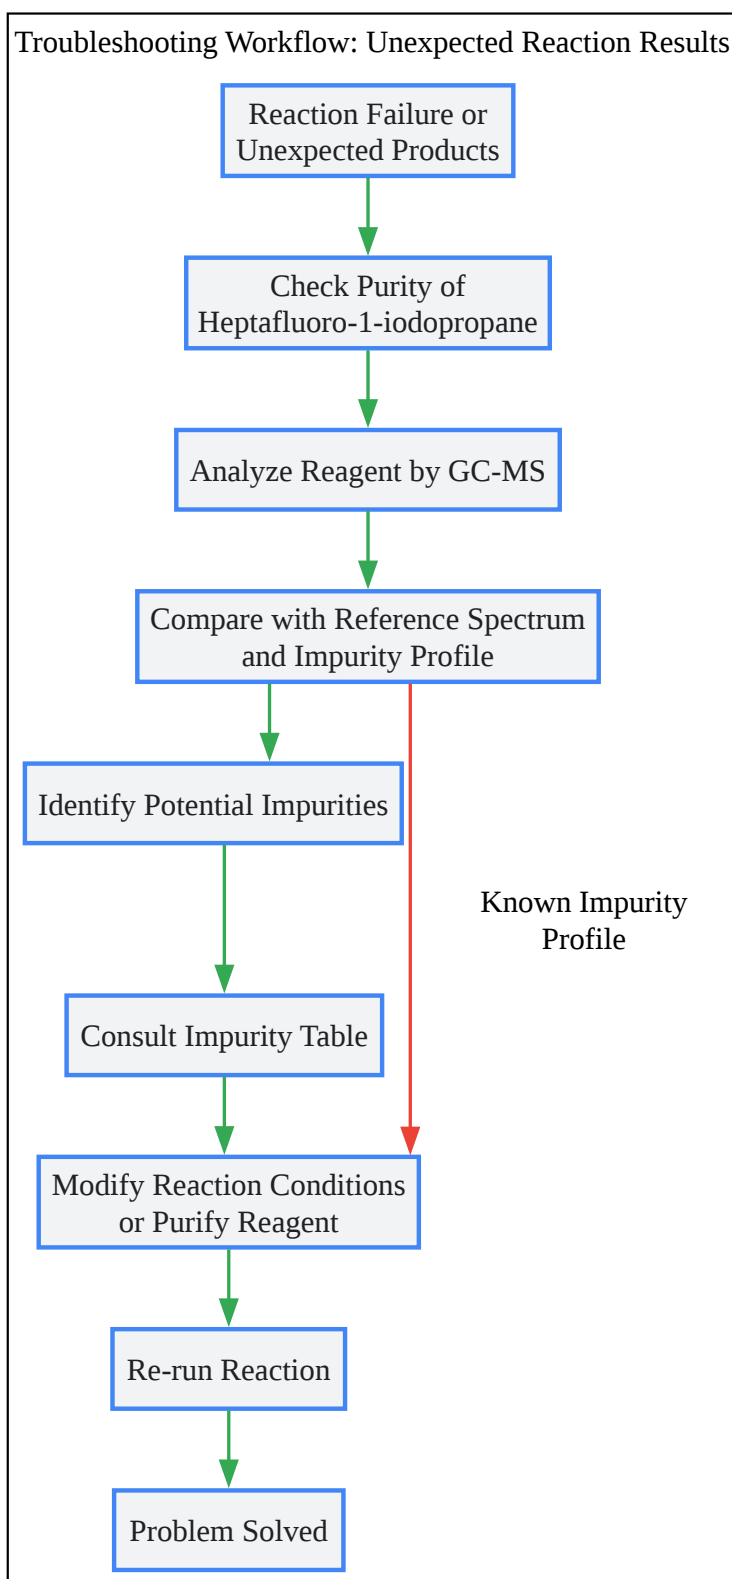 Troubleshooting Workflow: Unexpected Reaction Results
Reaction Failure or
Unexpected Products
Check Purity of
Heptafluoro-1-iodopropane
Analyze Reagent by GC-MS
Compare with Reference Spectrum
and Impurity Profile
Identify Potential Impurities
Known Impurity
Profile
Consult Impurity Table
Modify Reaction Conditions
or Purify Reagent
Re-run Reaction
Problem Solved